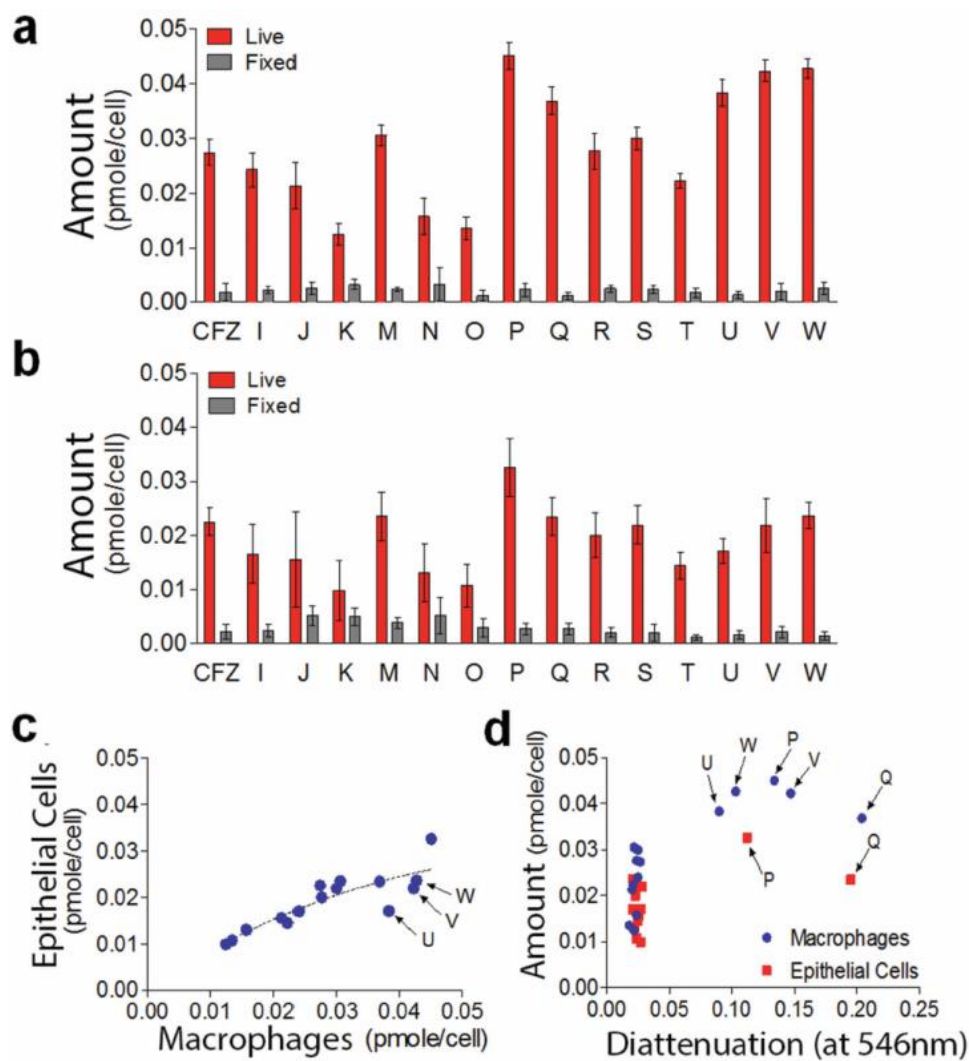 a
Live
Fixed
Amount
(pmole/cell)
0.05
0.04
0.03
0.02
0.01
0.00
CFZ I J K M N O P Q R S T U V W
b
Live
Fixed
Amount
(pmole/cell)
0.05
0.04
0.03
0.02
0.01
0.00
CFZ I J K M N O P Q R S T U V W
c
Epithelial Cells
(pmole/cell)
0.05
0.04
0.03
0.02
0.01
0.00
W
V
U
0.00 0.01 0.02 0.03 0.04 0.05
Macrophages (pmole/cell)
d
Amount (pmole/cell)
0.05
0.04
0.03
0.02
0.01
0.00
U W P V Q
P Q
Macrophages
Epithelial Cells
0.00 0.05 0.10 0.15 0.20 0.25
Diattenuation (at 546nm)